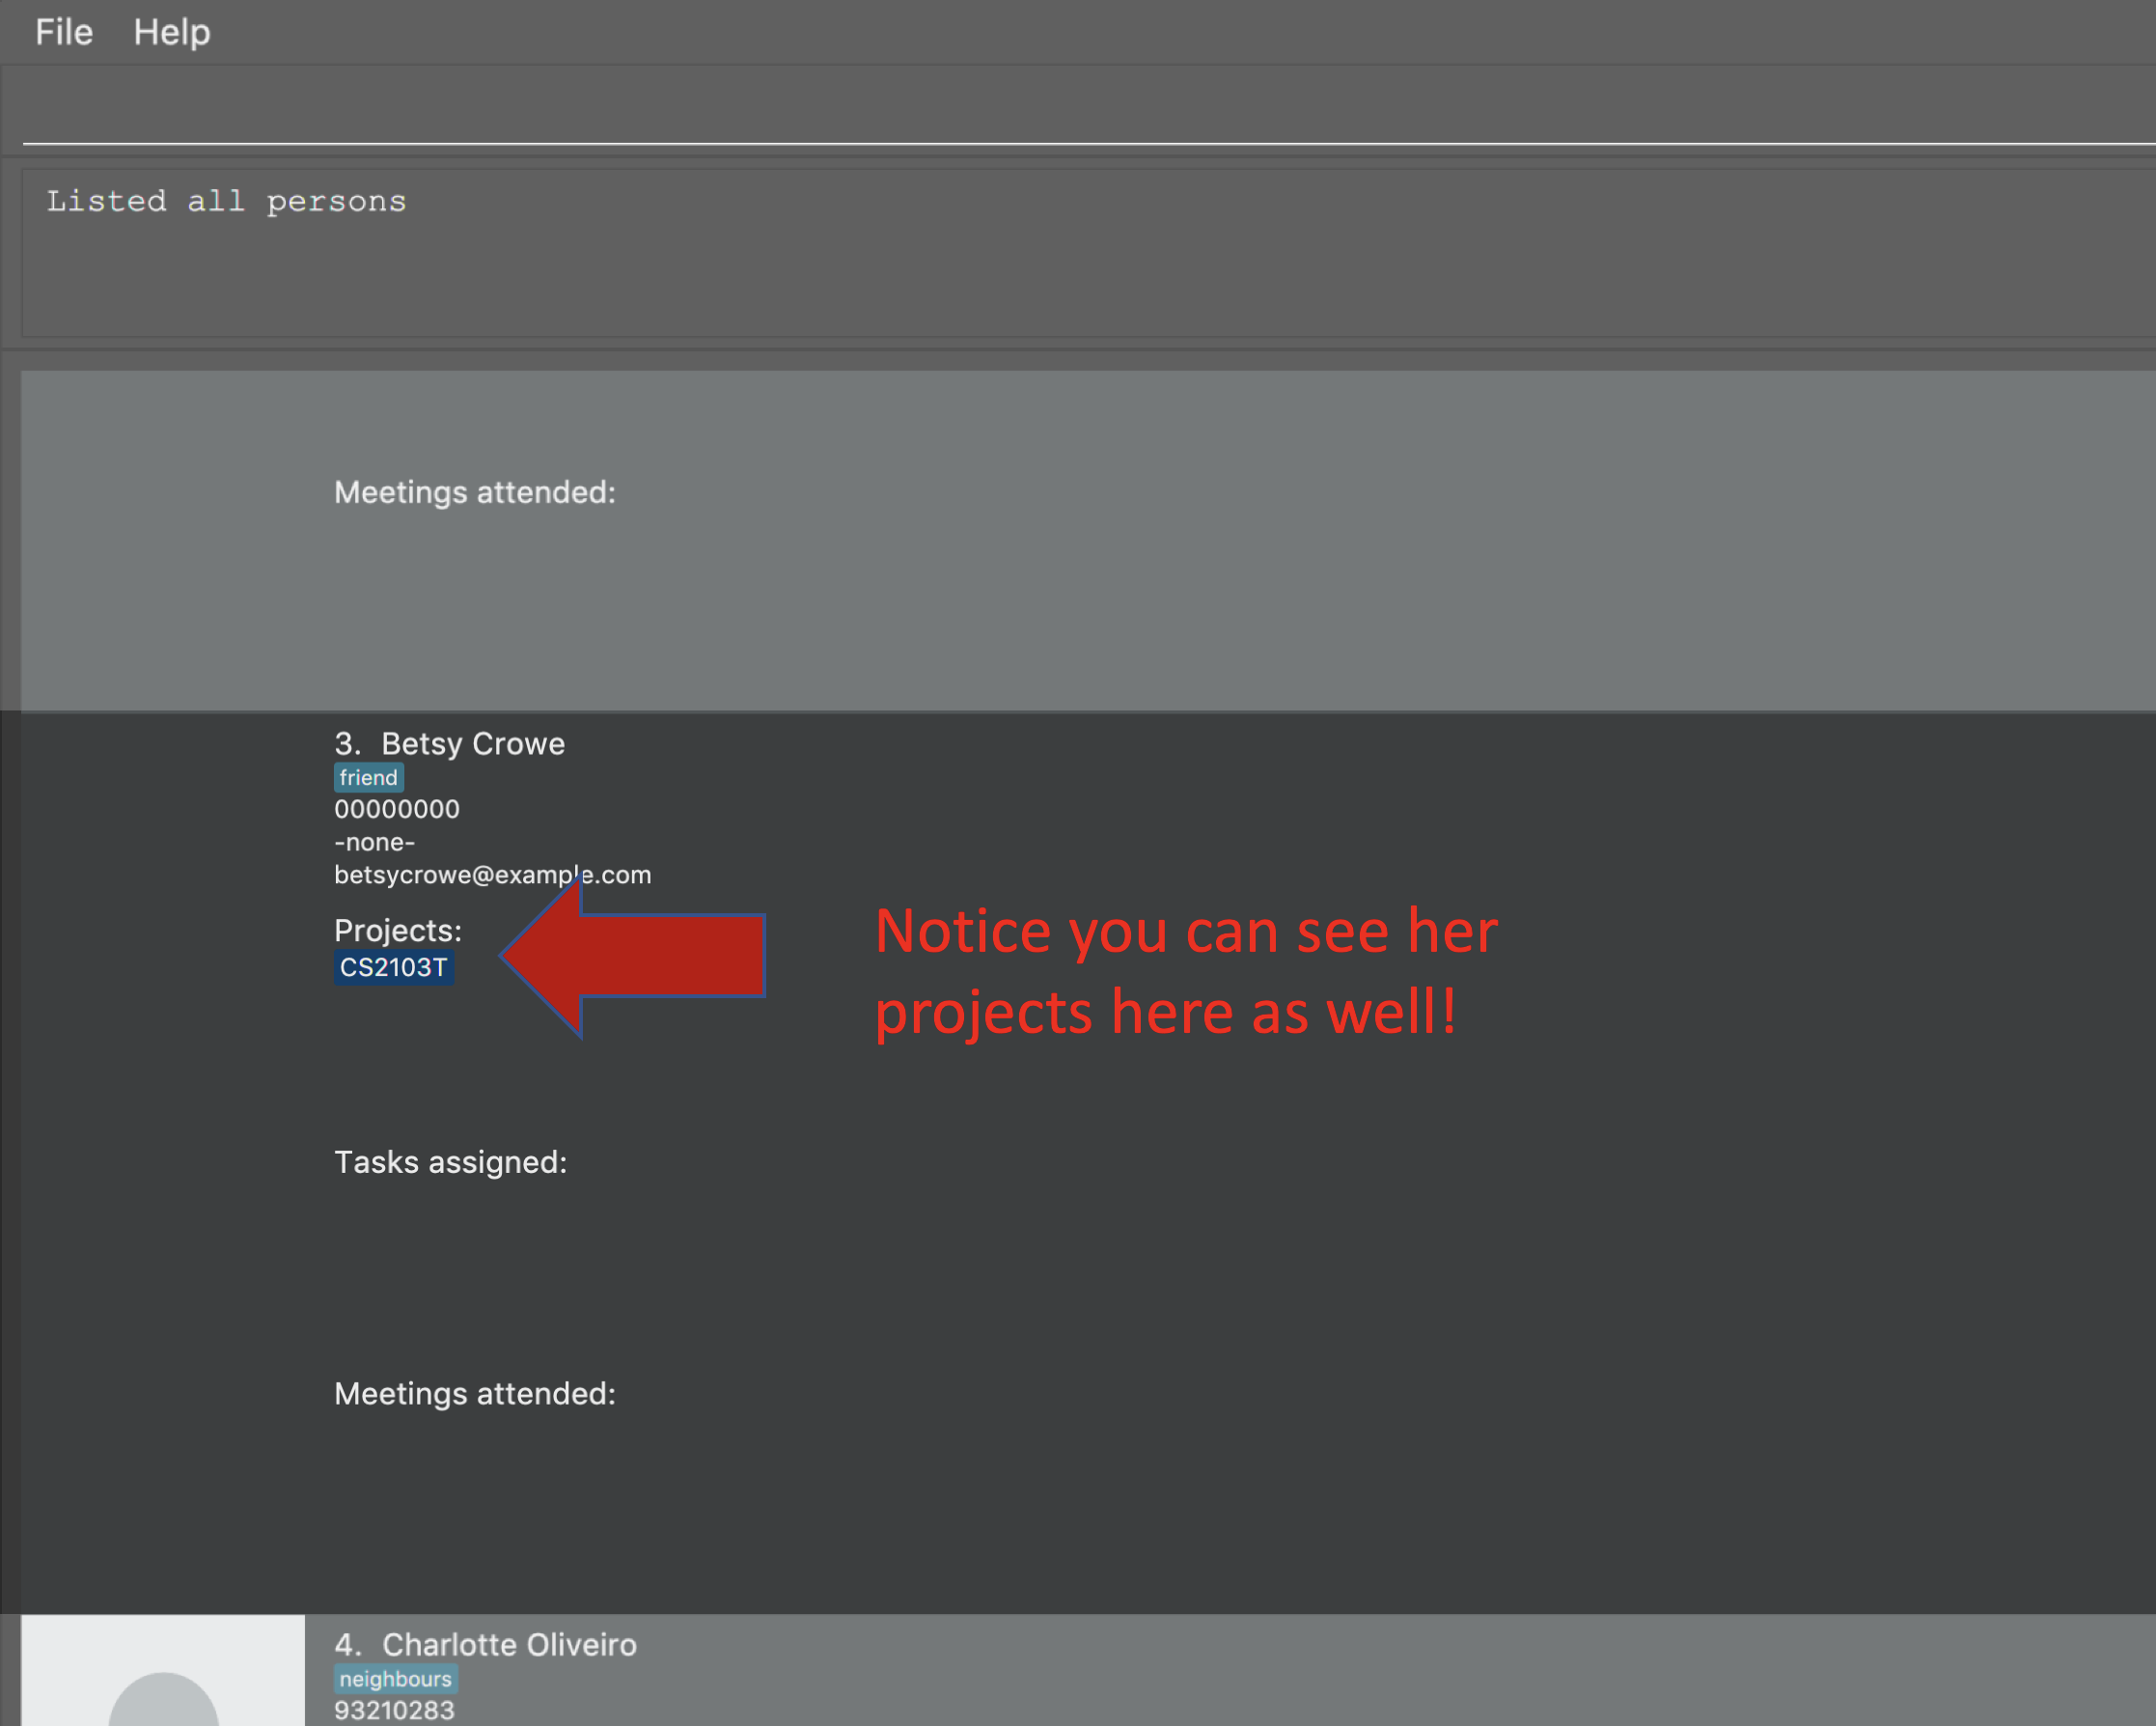 File Help
Listed all persons
Meetings attended:
3. Betsy Crowe
friend
00000000
-none-
betsycrowe@example.com
Projects:
CS2103T
Notice you can see her
projects here as well!
Tasks assigned:
Meetings attended:
4. Charlotte Oliveiro
neighbours
93210283